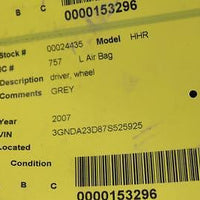 B C 0000153296
Stock # 00024435 Model HHR
IC # 757 L Air Bag
Description driver, wheel
Comments GREY
Year 2007
VIN 3GNDA23D87S525925
Located
Condition
B C
0000153296